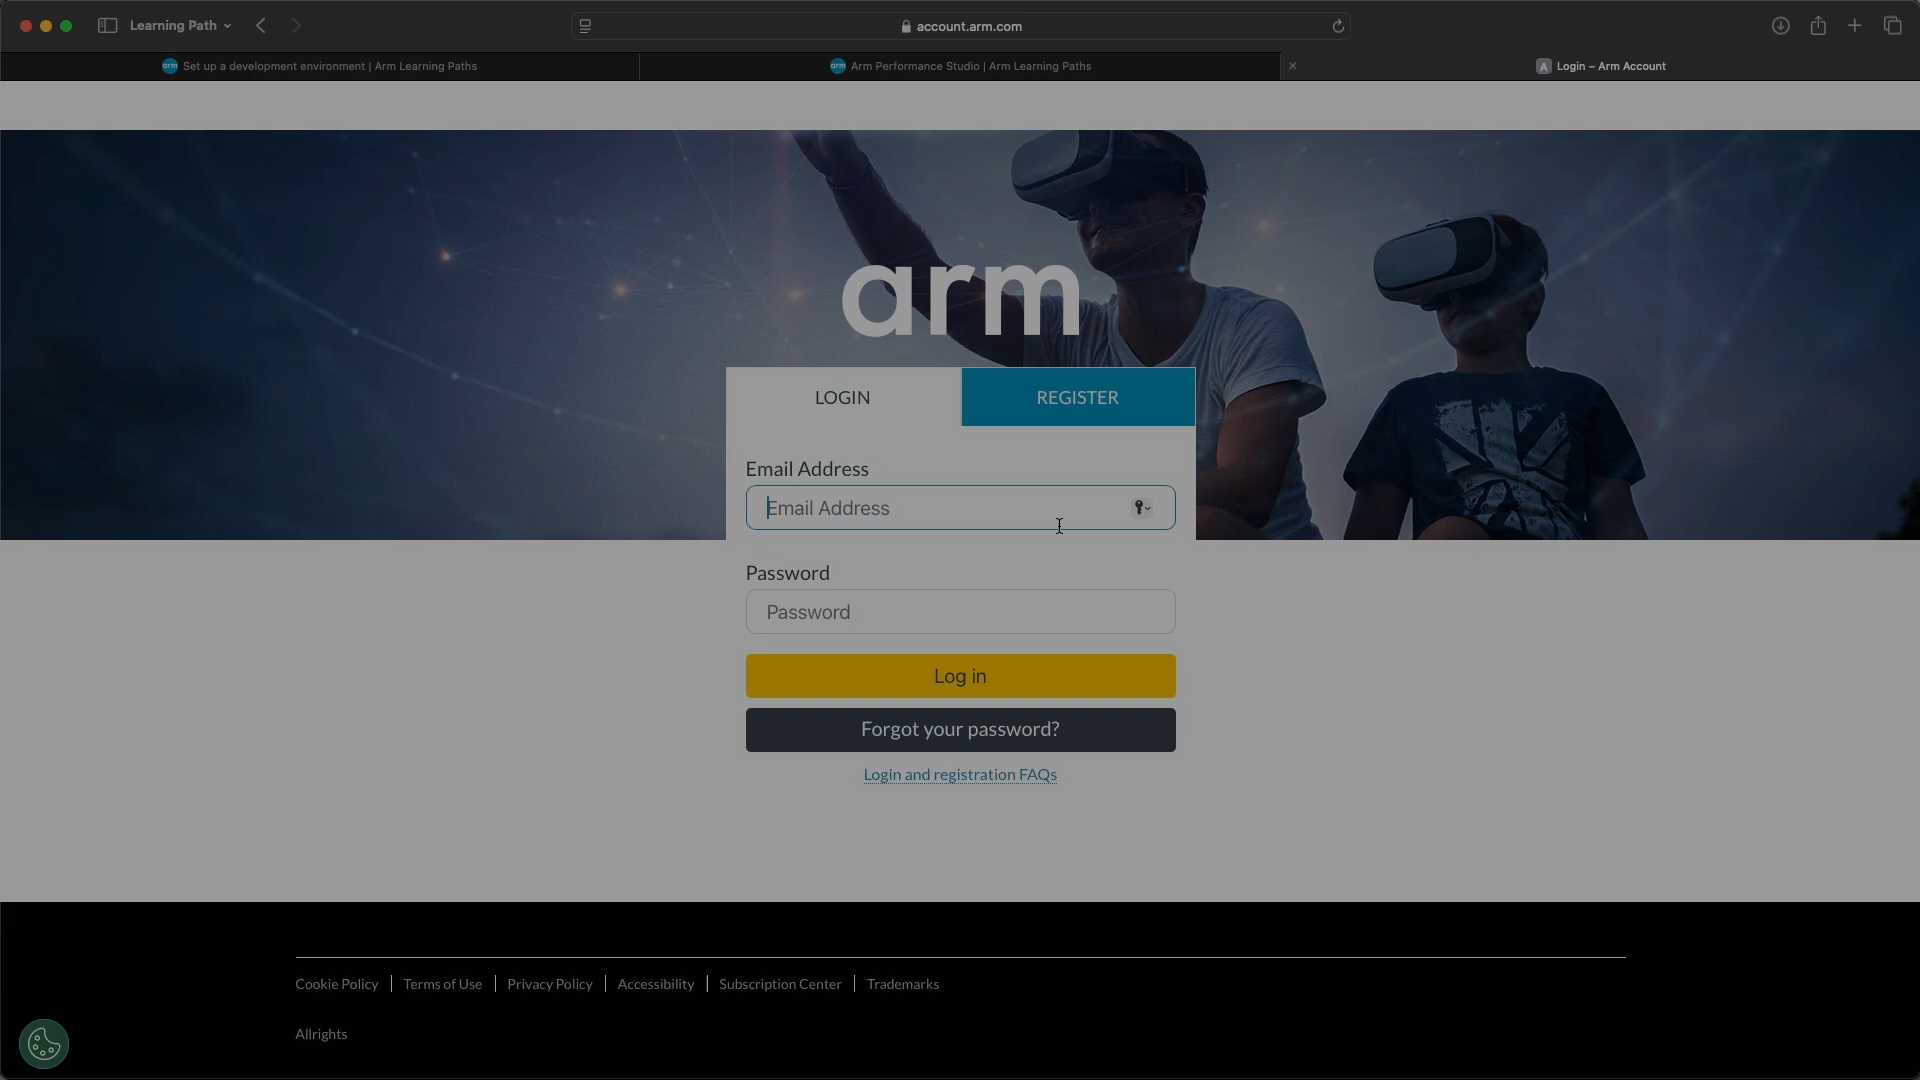 Learning Path
account.arm.com
arm Set up a development environment | Arm Learning Paths
arm Arm Performance Studio | Arm Learning Paths
A Login – Arm Account
arm
LOGIN
REGISTER
Email Address
Email Address
Password
Password
Log in
Forgot your password?
Login and registration FAQs
Cookie Policy
Terms of Use
Privacy Policy
Accessibility
Subscription Center
Trademarks
Allrights